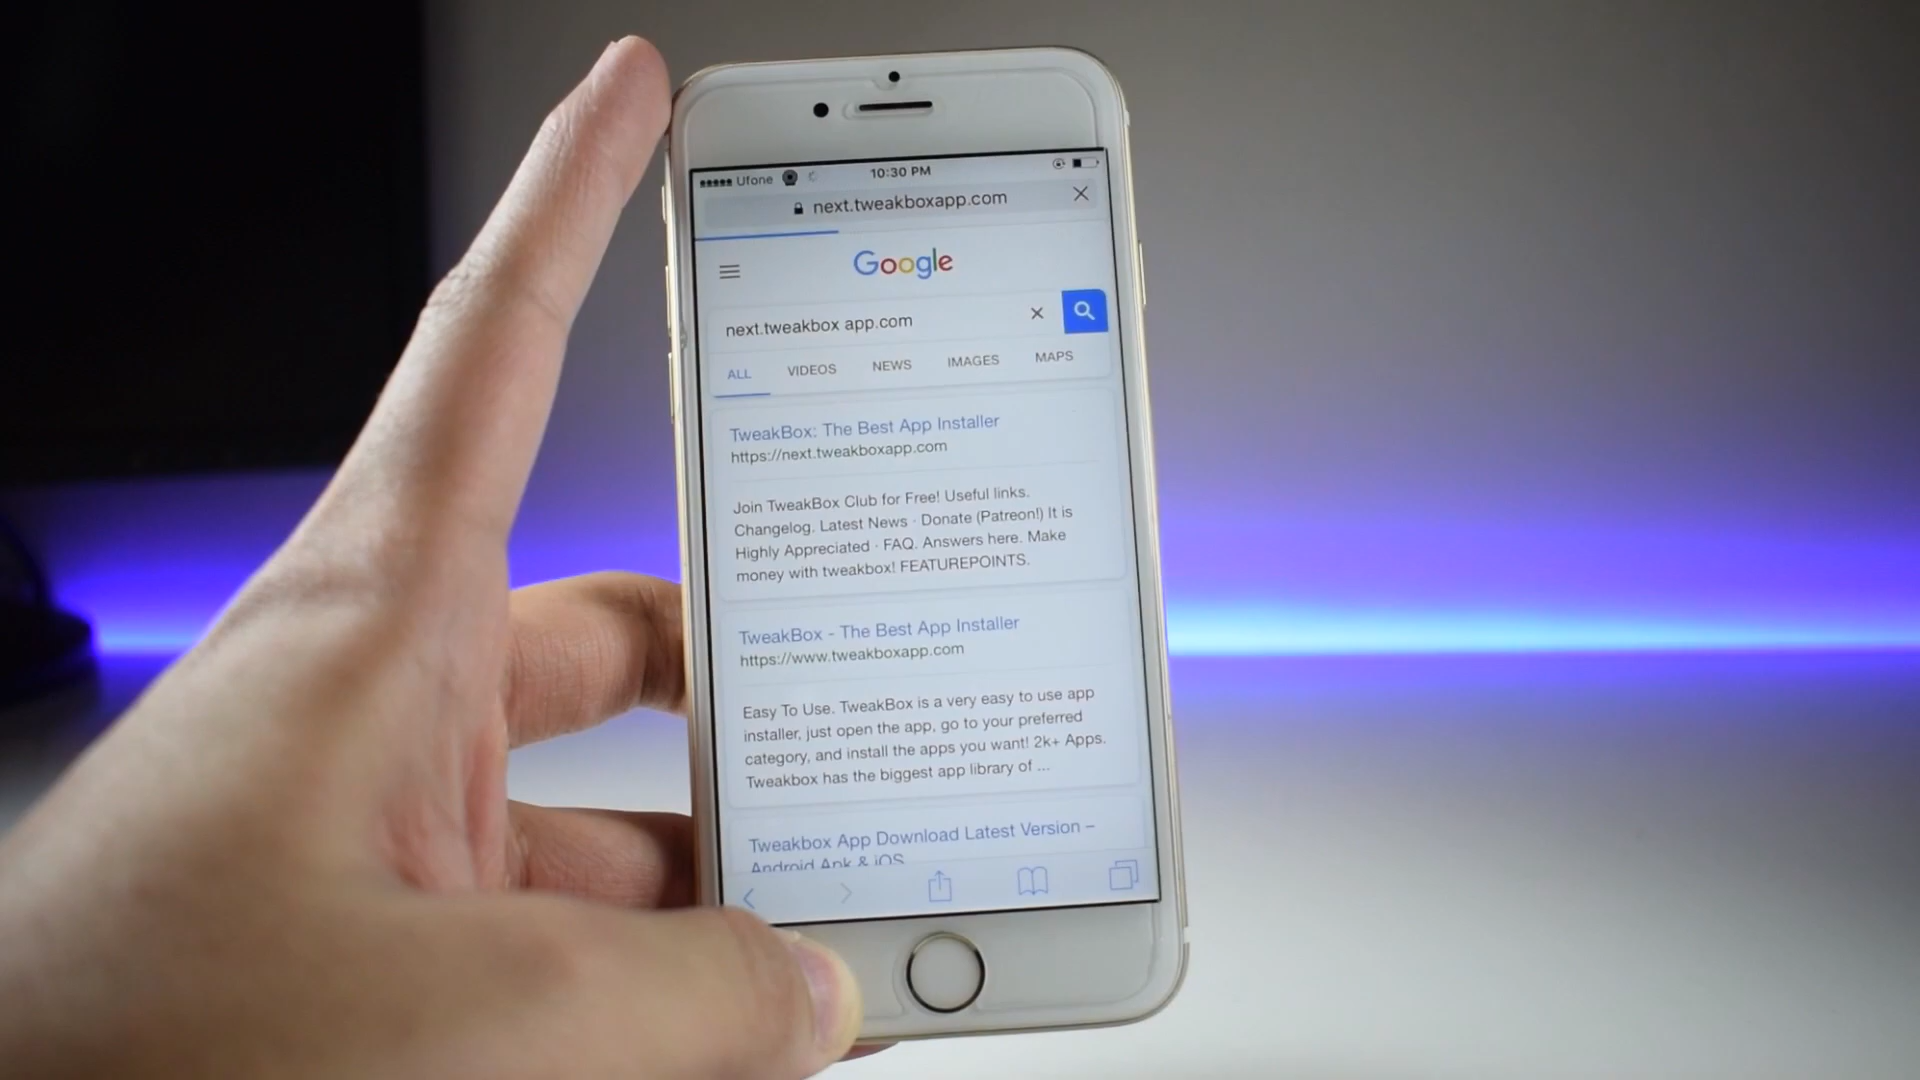 Ufone 10:30 PM
next.tweakboxapp.com
Google
next.tweakbox app.com
ALL VIDEOS NEWS IMAGES MAPS
TweakBox: The Best App Installer
https://next.tweakboxapp.com
Join TweakBox Club for Free! Useful links.
Changelog. Latest News · Donate (Patreon!) It is
Highly Appreciated · FAQ. Answers here. Make
money with tweakbox! FEATUREPOINTS.
TweakBox - The Best App Installer
https://www.tweakboxapp.com
Easy To Use. TweakBox is a very easy to use app
installer, just open the app, go to your preferred
category, and install the apps you want! 2k+ Apps.
Tweakbox has the biggest app library of ...
Tweakbox App Download Latest Version –
Android Apk & iOS